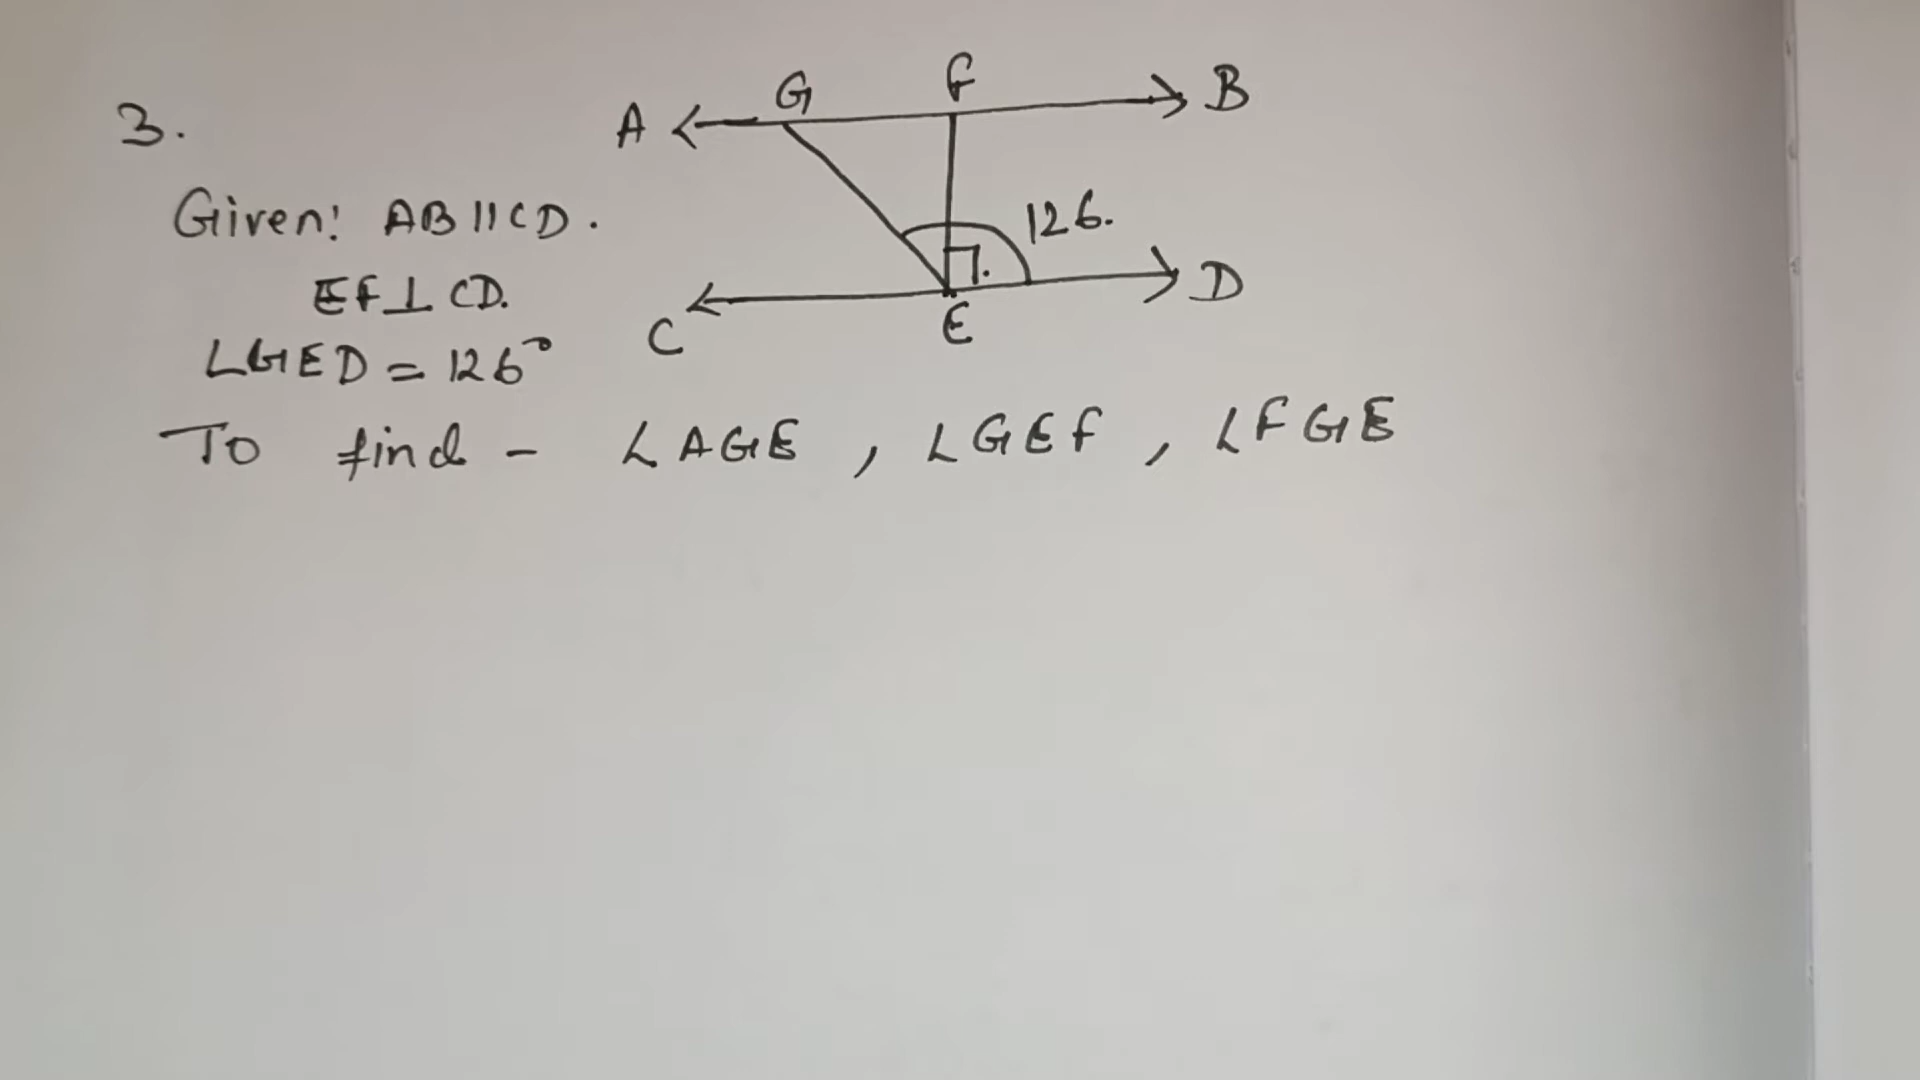 3.
A G F B
126.
C E D
Given: AB || CD.
EF ⊥ CD.
∠GED = 126°
To find - ∠AGE, ∠GEF, ∠FGE